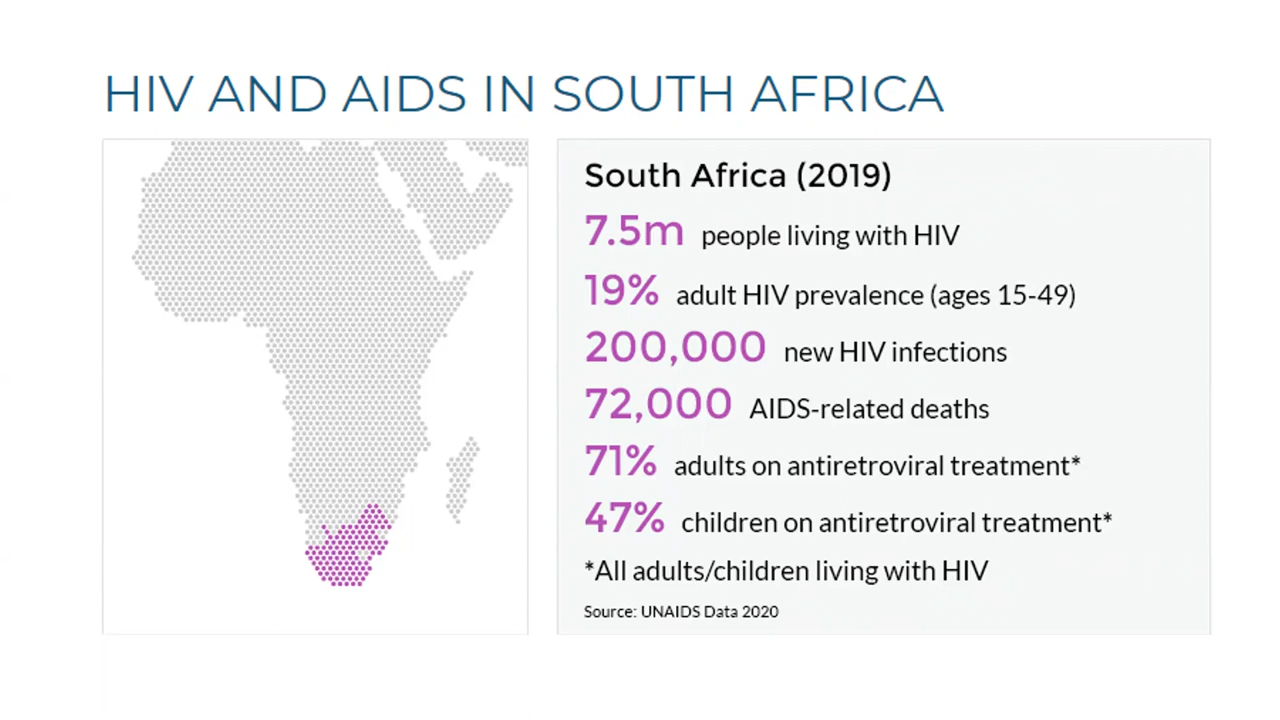 HIV AND AIDS IN SOUTH AFRICA
South Africa (2019)
7.5m people living with HIV
19% adult HIV prevalence (ages 15-49)
200,000 new HIV infections
72,000 AIDS-related deaths
71% adults on antiretroviral treatment*
47% children on antiretroviral treatment*
*All adults/children living with HIV
Source: UNAIDS Data 2020